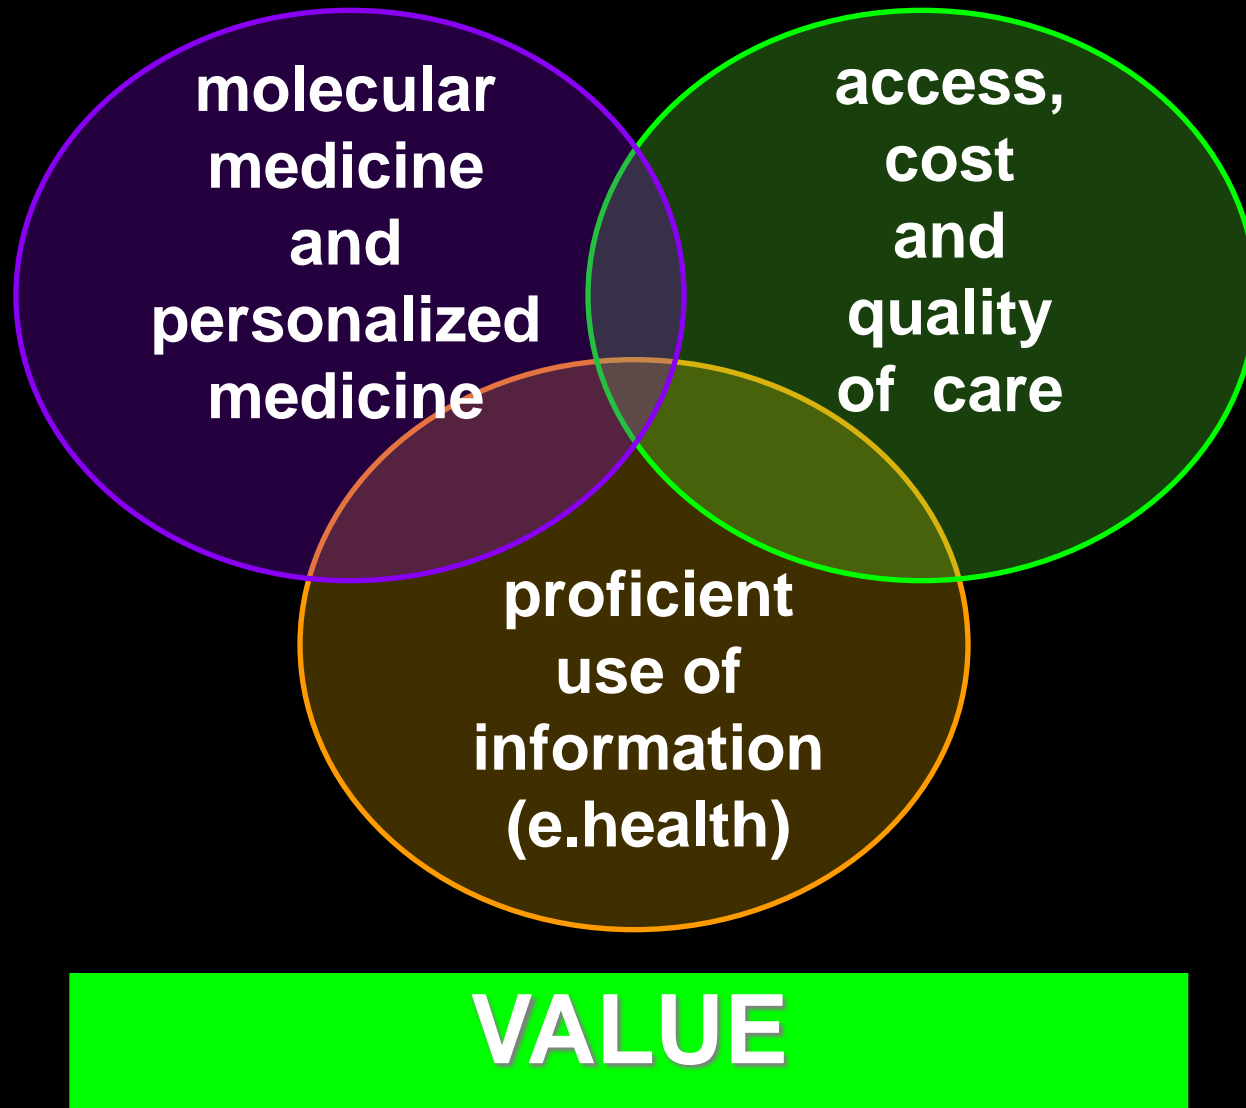 molecular
medicine
and
personalized
medicine
access,
cost
and
quality
of care
proficient
use of
information
(e.health)
VALUE